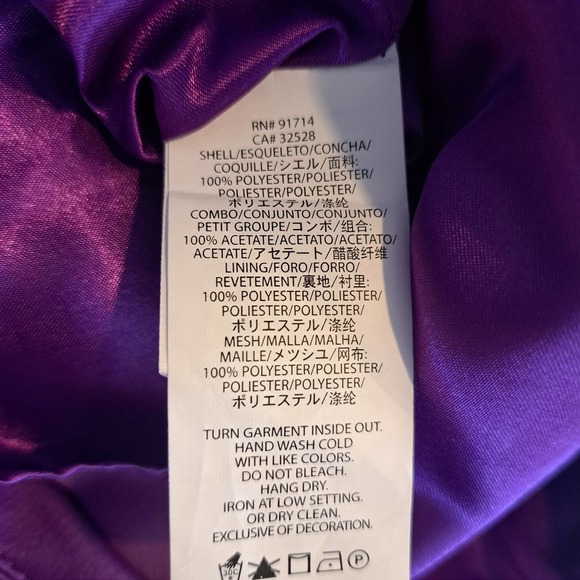 RN# 91714
CA# 32528
SHELL/ESQUELETO/CONCHA/
COQUILLE/シエル/面料:
100% POLYESTER/POLIESTER/
POLIESTER/POLYESTER/
ポリエステル/涤纶
COMBO/CONJUNTO/CONJUNTO/
PETIT GROUPE/コンボ/组合:
100% ACETATE/ACETATO/ACETATO/
ACETATE/アセテート/醋酸纤维
LINING/FORO/FORRO/
REVETEMENT/裏地/衬里:
100% POLYESTER/POLIESTER/
POLIESTER/POLYESTER/
ポリエステル/涤纶
MESH/MALLA/MALHA/
MAILLE/メツシユ/网布:
100% POLYESTER/POLIESTER/
POLIESTER/POLYESTER/
ポリエステル/涤纶
TURN GARMENT INSIDE OUT.
HAND WASH COLD
WITH LIKE COLORS.
DO NOT BLEACH.
HANG DRY.
IRON AT LOW SETTING.
OR DRY CLEAN.
EXCLUSIVE OF DECORATION.
30C P